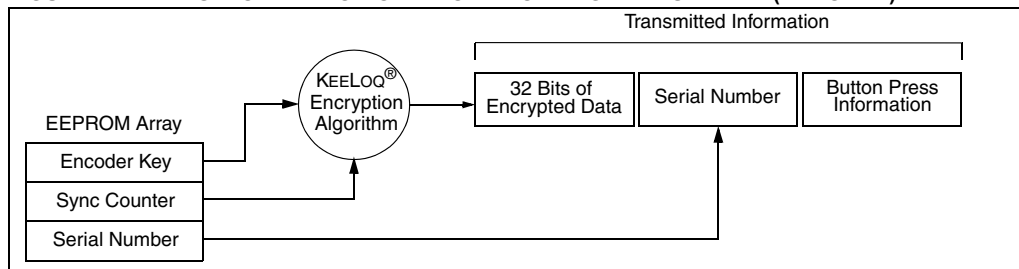 Transmitted Information
KEELOQ®
Encryption
Algorithm
32 Bits of
Encrypted Data
Serial Number
Button Press
Information
EEPROM Array
Encoder Key
Sync Counter
Serial Number